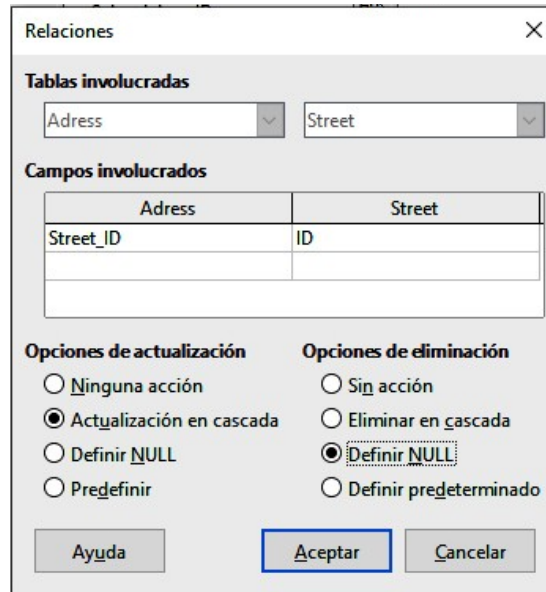 Relaciones
Tablas involucradas
Adress Street
Campos involucrados
Adress Street
Street_ID ID
Opciones de actualización Opciones de eliminación
Ninguna acción Sin acción
Actualización en cascada Eliminar en cascada
Definir NULL Definir NULL
Predefinir Definir predeterminado
Ayuda Aceptar Cancelar